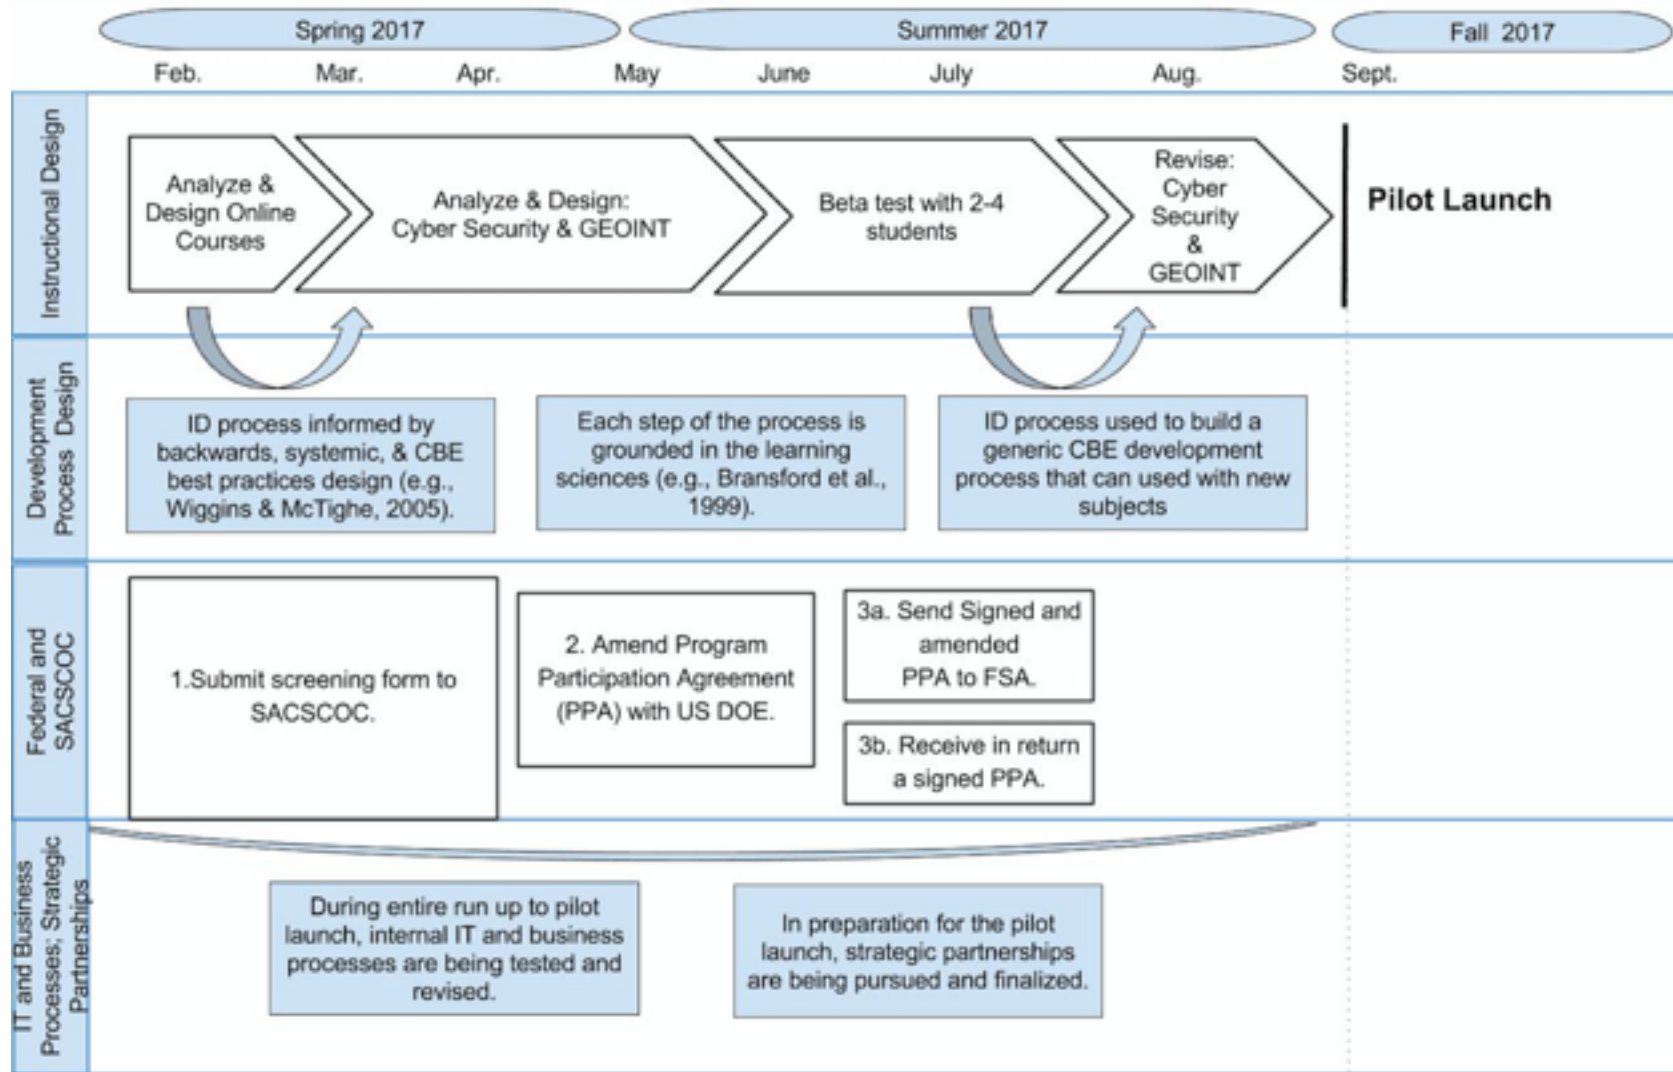 Spring 2017
Summer 2017
Fall 2017
Feb.
Mar.
Apr.
May
June
July
Aug.
Sept.
Instructional Design
Analyze &
Design Online
Courses
Analyze & Design:
Cyber Security & GEOINT
Beta test with 2-4
students
Revise:
Cyber
Security
&
GEOINT
Pilot Launch
Development
Process Design
ID process informed by
backwards, systemic, & CBE
best practices design (e.g.,
Wiggins & McTighe, 2005).
Each step of the process is
grounded in the learning
sciences (e.g., Bransford et al.,
1999).
ID process used to build a
generic CBE development
process that can used with new
subjects
Federal and
SACSCOC
1.Submit screening form to
SACSCOC.
2. Amend Program
Participation Agreement
(PPA) with US DOE.
3a. Send Signed and
amended
PPA to FSA.
3b. Receive in return
a signed PPA.
IT and Business
Processes; Strategic
Partnerships
During entire run up to pilot
launch, internal IT and business
processes are being tested and
revised.
In preparation for the pilot
launch, strategic partnerships
are being pursued and finalized.